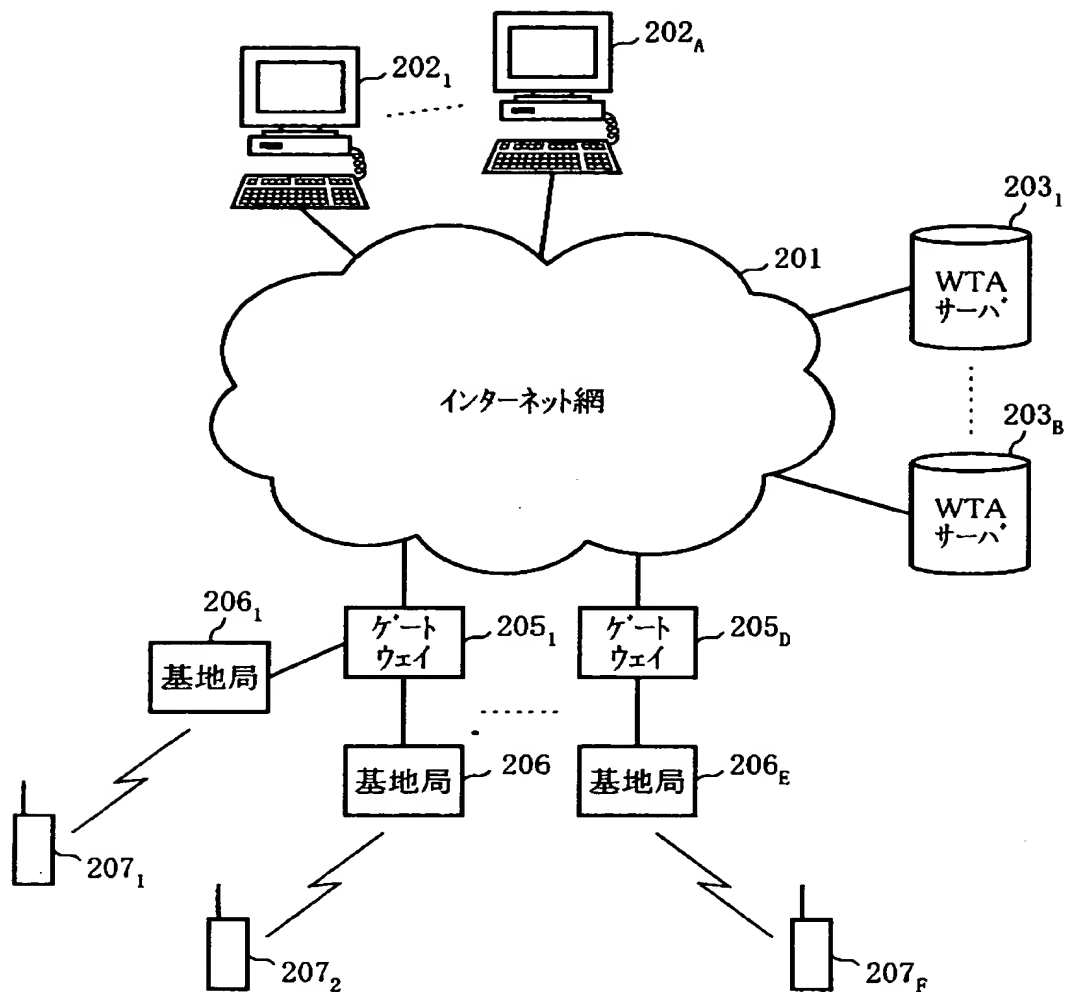 202₁
202A
203₁
201
WTA
サーバ
インターネット網
203B
WTA
サーバ
206₁
ゲート
ウェイ
205₁
ゲート
ウェイ
205D
基地局
基地局
206
基地局
206E
207₁
207₂
207F